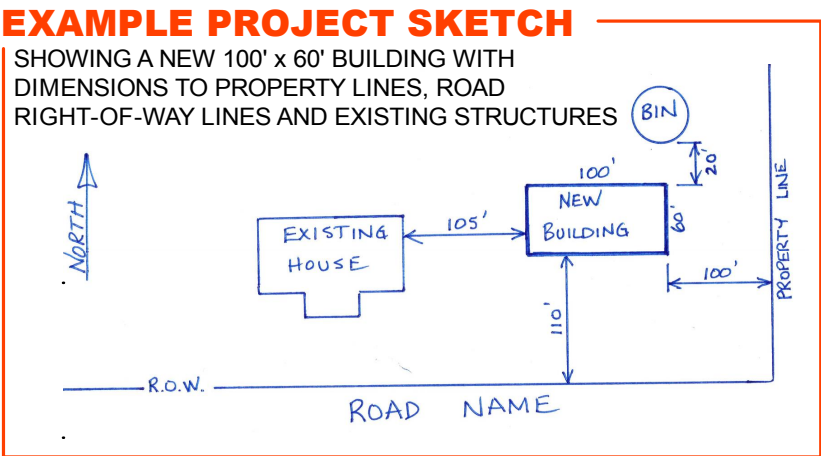 EXAMPLE PROJECT SKETCH
SHOWING A NEW 100' x 60' BUILDING WITH
DIMENSIONS TO PROPERTY LINES, ROAD
RIGHT-OF-WAY LINES AND EXISTING STRUCTURES
BIN
20'
100'
NEW
BUILDING
60'
PROPERTY LINE
NORTH
EXISTING
HOUSE
105'
100'
110'
R.O.W.
ROAD NAME